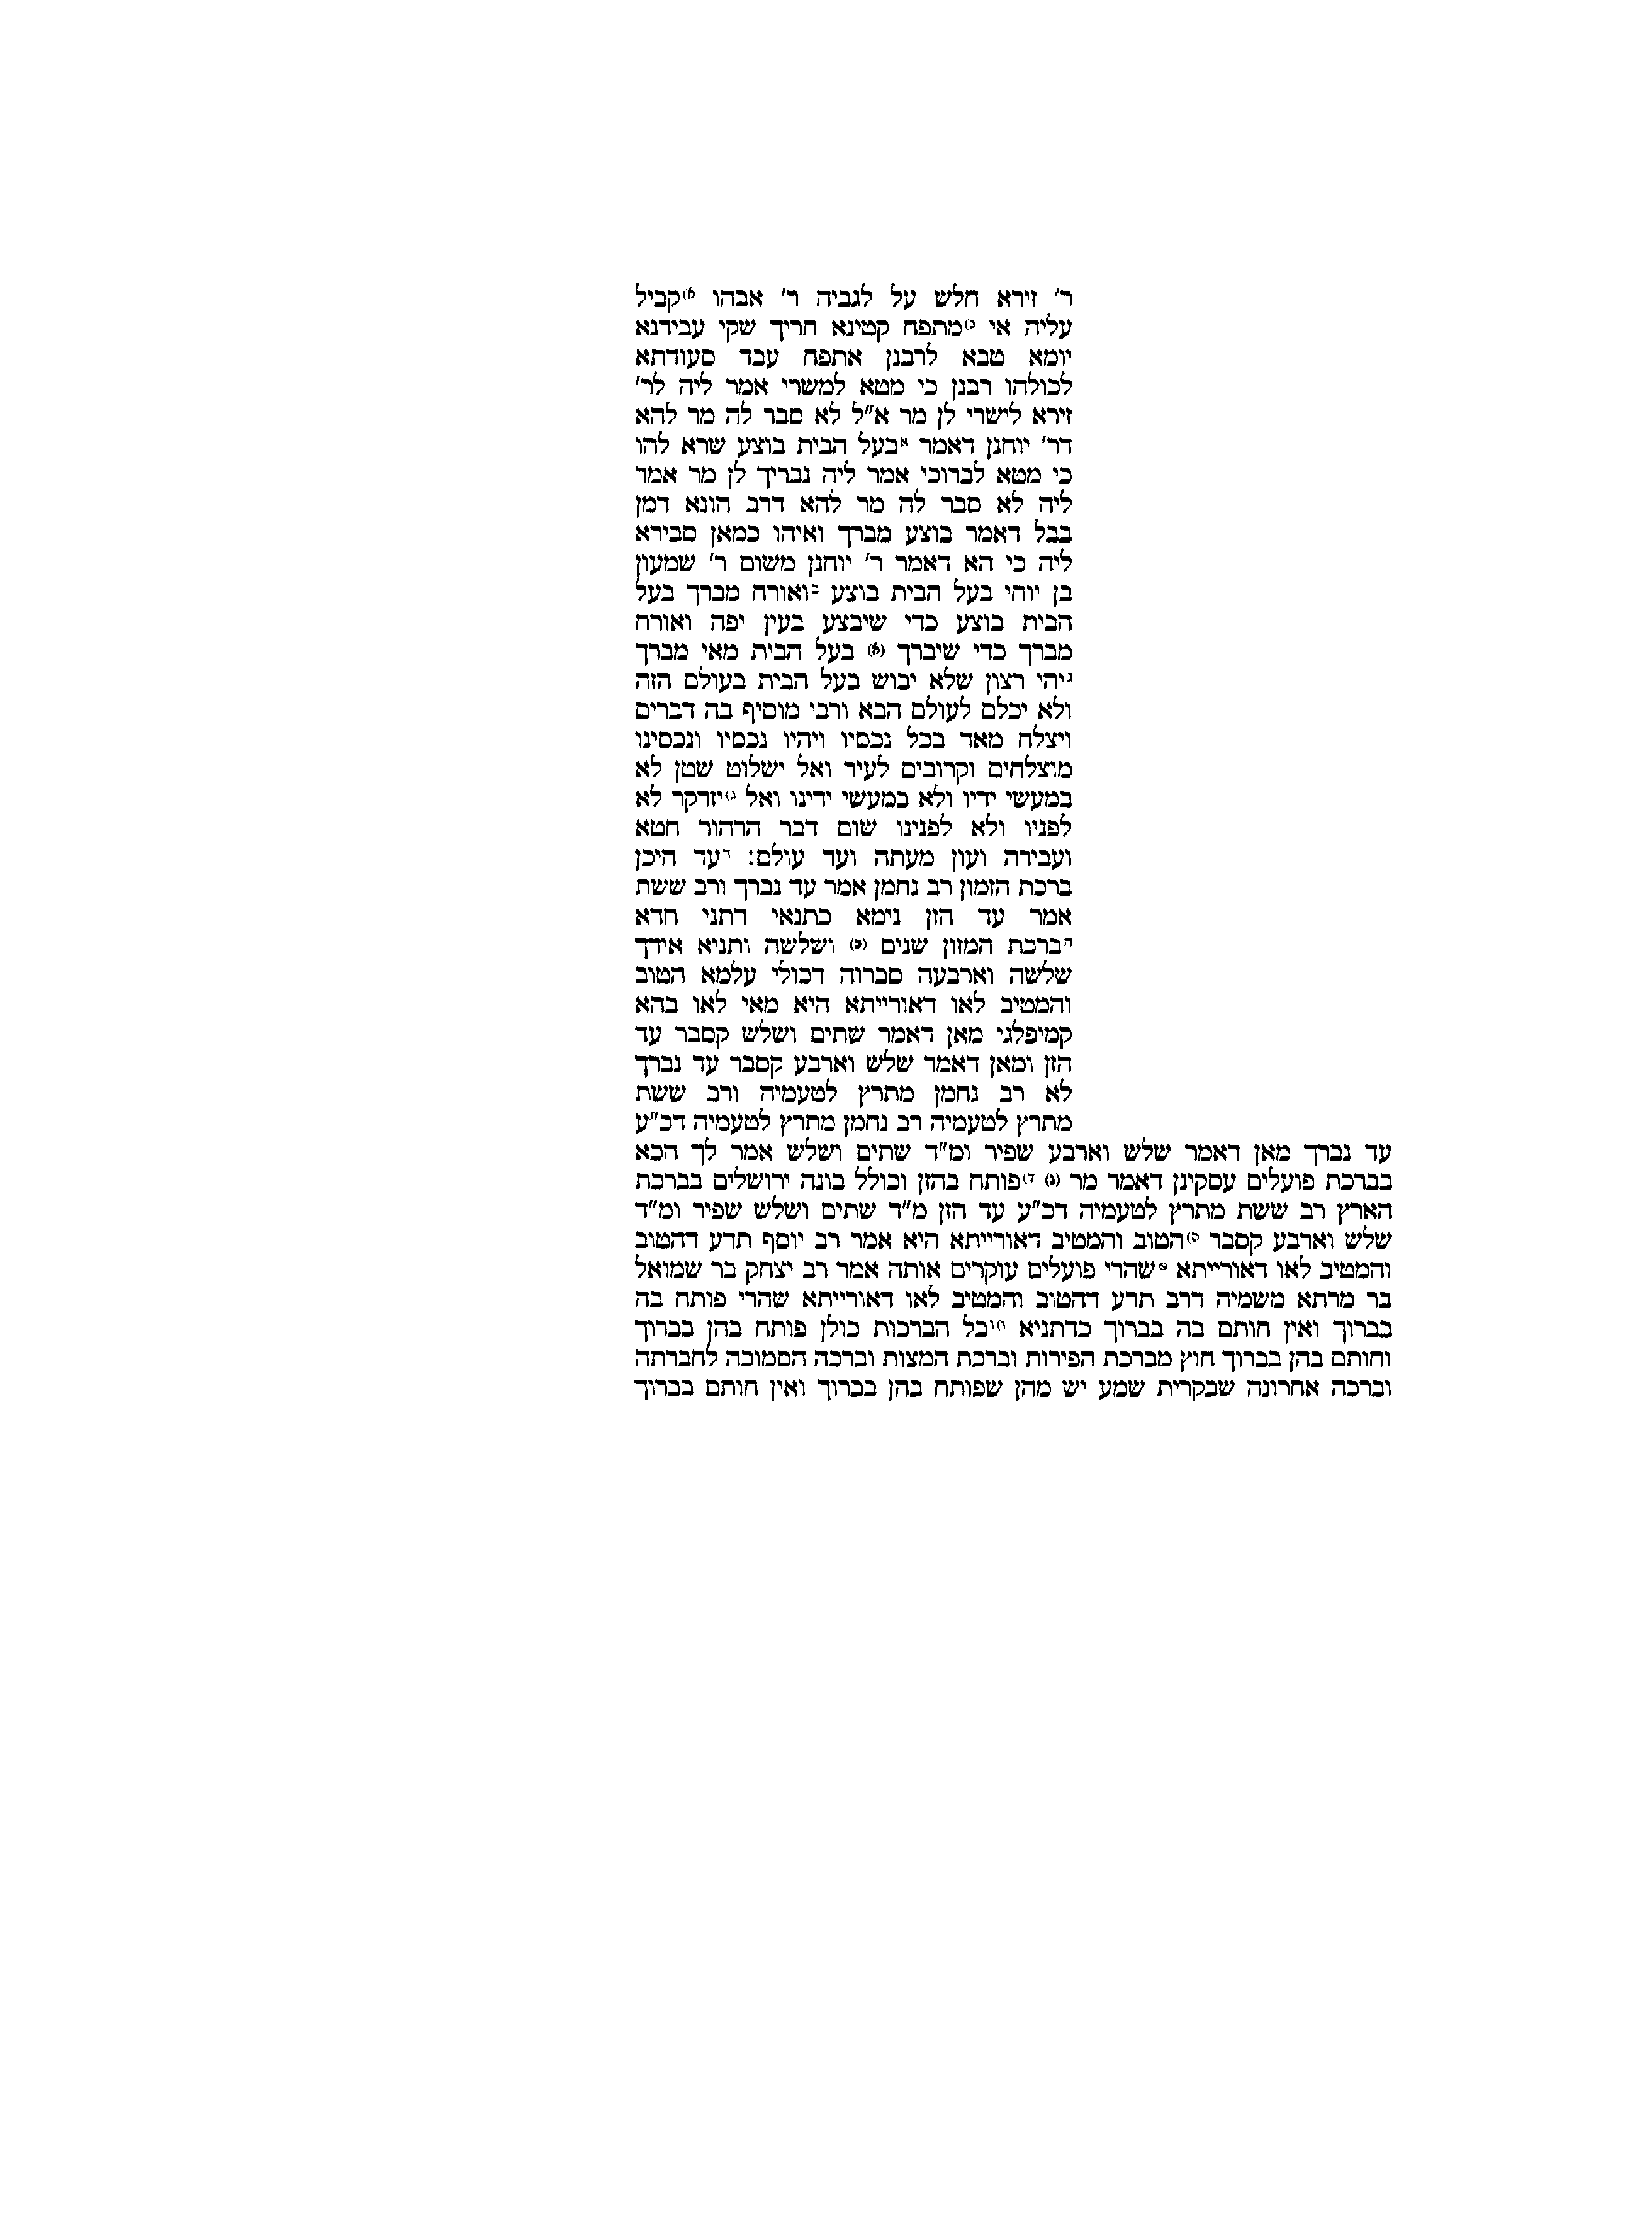 ר' זירא חלש על לגביה ר' אבהו א)קביל
עליה אי ב)מתפח קטינא חריך שקי עבידנא
יומא טבא לרבנן אתפח עבד סעודתא
לכולהו רבנן כי מטא למשרי אמר ליה לר'
זירא לישרי לן מר א"ל לא סבר לה מר להא
דר' יוחנן דאמר אבעל הבית בוצע שרא להו
כי מטא לברוכי אמר ליה נבריך לן מר אמר
ליה לא סבר לה מר להא דרב הונא דמן
בבל דאמר בוצע מברך ואיהו כמאן סבירא
ליה כי הא דאמר ר' יוחנן משום ר' שמעון
בן יוחי בעל הבית בוצע בואורח מברך בעל
הבית בוצע כדי שיבצע בעין יפה ואורח
מברך כדי שיברך (א) בעל הבית מאי מברך
גיהי רצון שלא יבוש בעל הבית בעולם הזה
ולא יכלם לעולם הבא ורבי מוסיף בה דברים
ויצלח מאד בכל נכסיו ויהיו נכסיו ונכסינו
מוצלחים וקרובים לעיר ואל ישלוט שטן לא
במעשי ידיו ולא במעשי ידינו ואל ג)יזדקר לא
לפניו ולא לפנינו שום דבר הרהור חטא
ועבירה ועון מעתה ועד עולם: דעד היכן
ברכת הזמון רב נחמן אמר עד נברך ורב ששת
אמר עד הזן נימא כתנאי דתני חדא
הברכת המזון שנים (ב) ושלשה ותניא אידך
שלשה וארבעה סברוה דכולי עלמא הטוב
והמטיב לאו דאורייתא היא מאי לאו בהא
קמיפלגי מאן דאמר שתים ושלש קסבר עד
הזן ומאן דאמר שלש וארבע קסבר עד נברך
לא רב נחמן מתרץ לטעמיה ורב ששת
מתרץ לטעמיה רב נחמן מתרץ לטעמיה דכ"ע
עד נברך מאן דאמר שלש וארבע שפיר ומ"ד שתים ושלש אמר לך הכא
בברכת פועלים עסקינן דאמר מר (ג) ד)פותח בהזן וכולל בונה ירושלים בברכת
הארץ רב ששת מתרץ לטעמיה דכ"ע עד הזן מ"ד שתים ושלש שפיר ומ"ד
שלש וארבע קסבר ה)הטוב והמטיב דאורייתא היא אמר רב יוסף תדע דהטוב
והמטיב לאו דאורייתא שהרי פועלים עוקרים אותה אמר רב יצחק בר שמואל
בר מרתא משמיה דרב תדע דהטוב והמטיב לאו דאורייתא שהרי פותח בה
בברוך ואין חותם בה בברוך כדתניא ו)וכל הברכות כולן פותח בהן בברוך
וחותם בהן בברוך חוץ מברכת הפירות וברכת המצות וברכה הסמוכה לחברתה
וברכה אחרונה שבקרית שמע יש מהן שפותח בהן בברוך ואין חותם בברוך